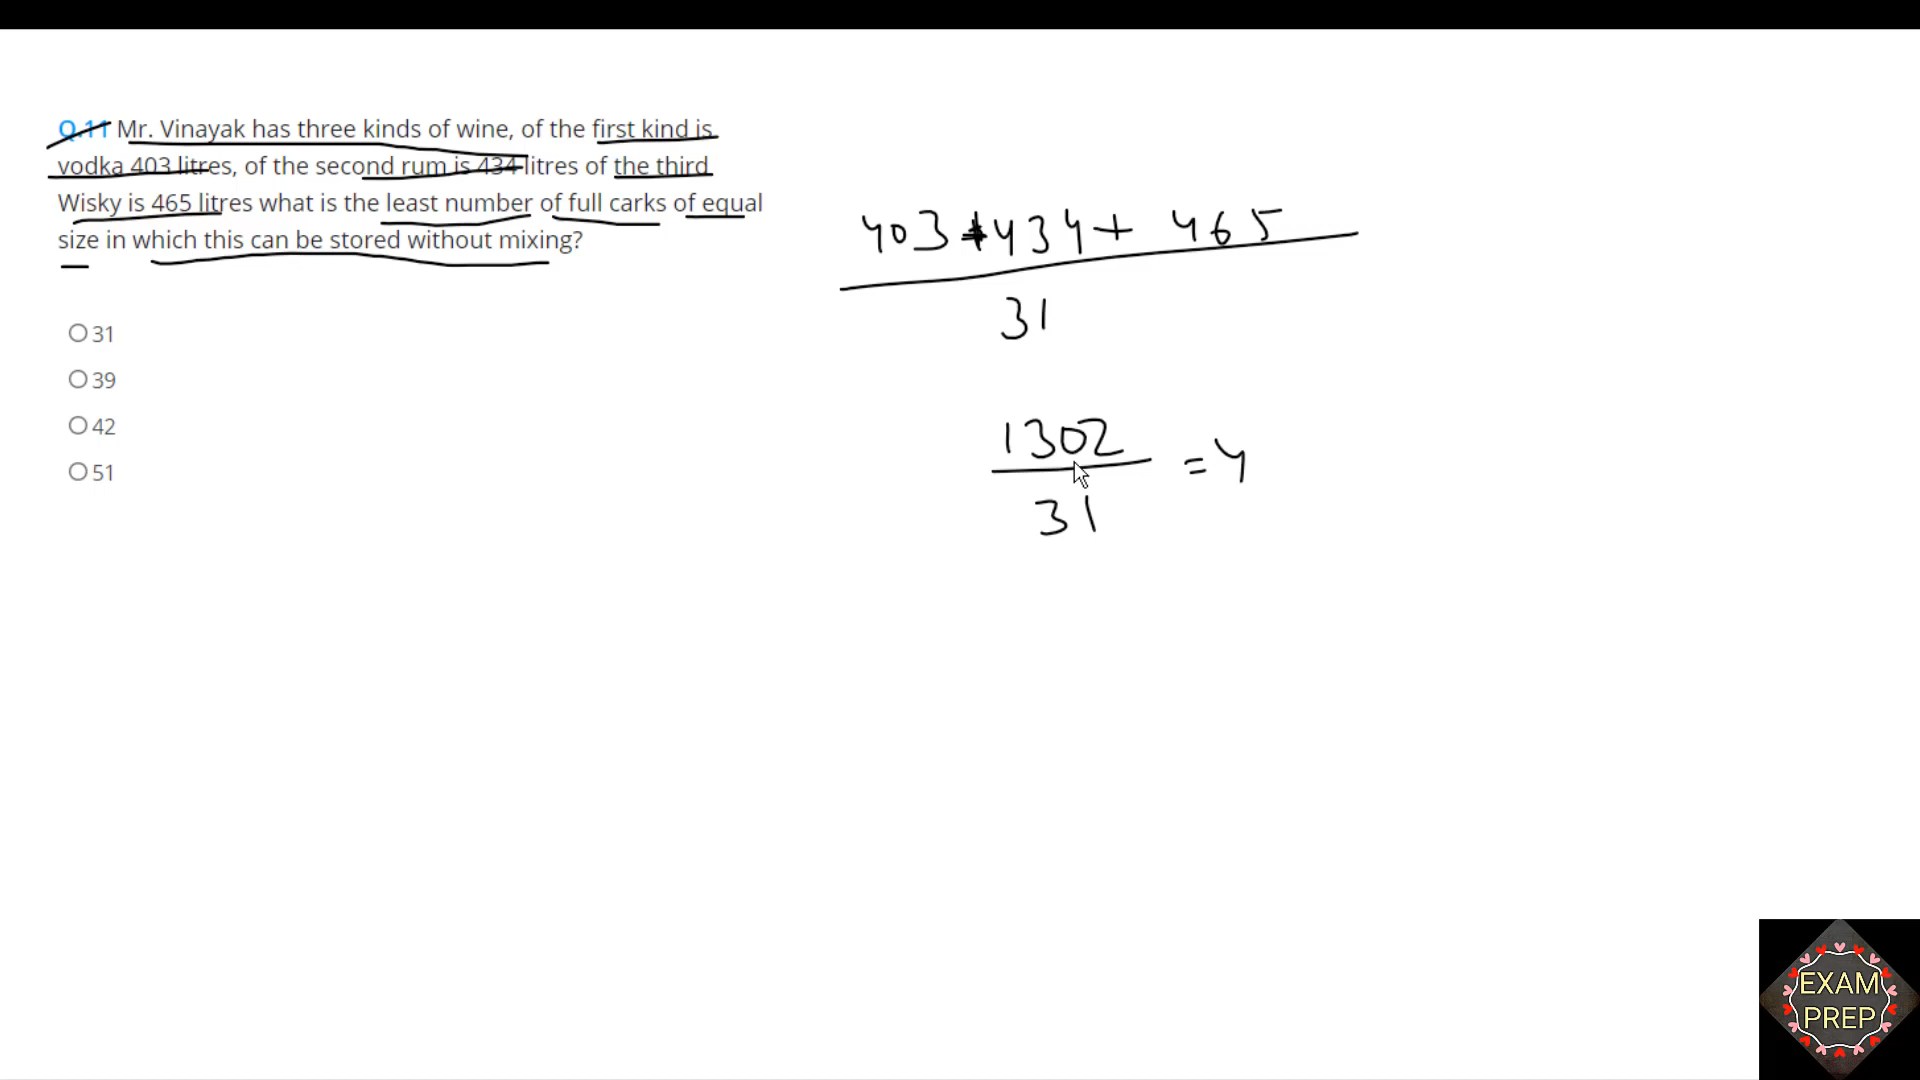 Q.11 Mr. Vinayak has three kinds of wine, of the first kind is
vodka 403 litres, of the second rum is 434 litres of the third
Wisky is 465 litres what is the least number of full carks of equal
size in which this can be stored without mixing?
31
39
42
51
403 + 434 + 465
31
1302
= 4
31
EXAM
PREP